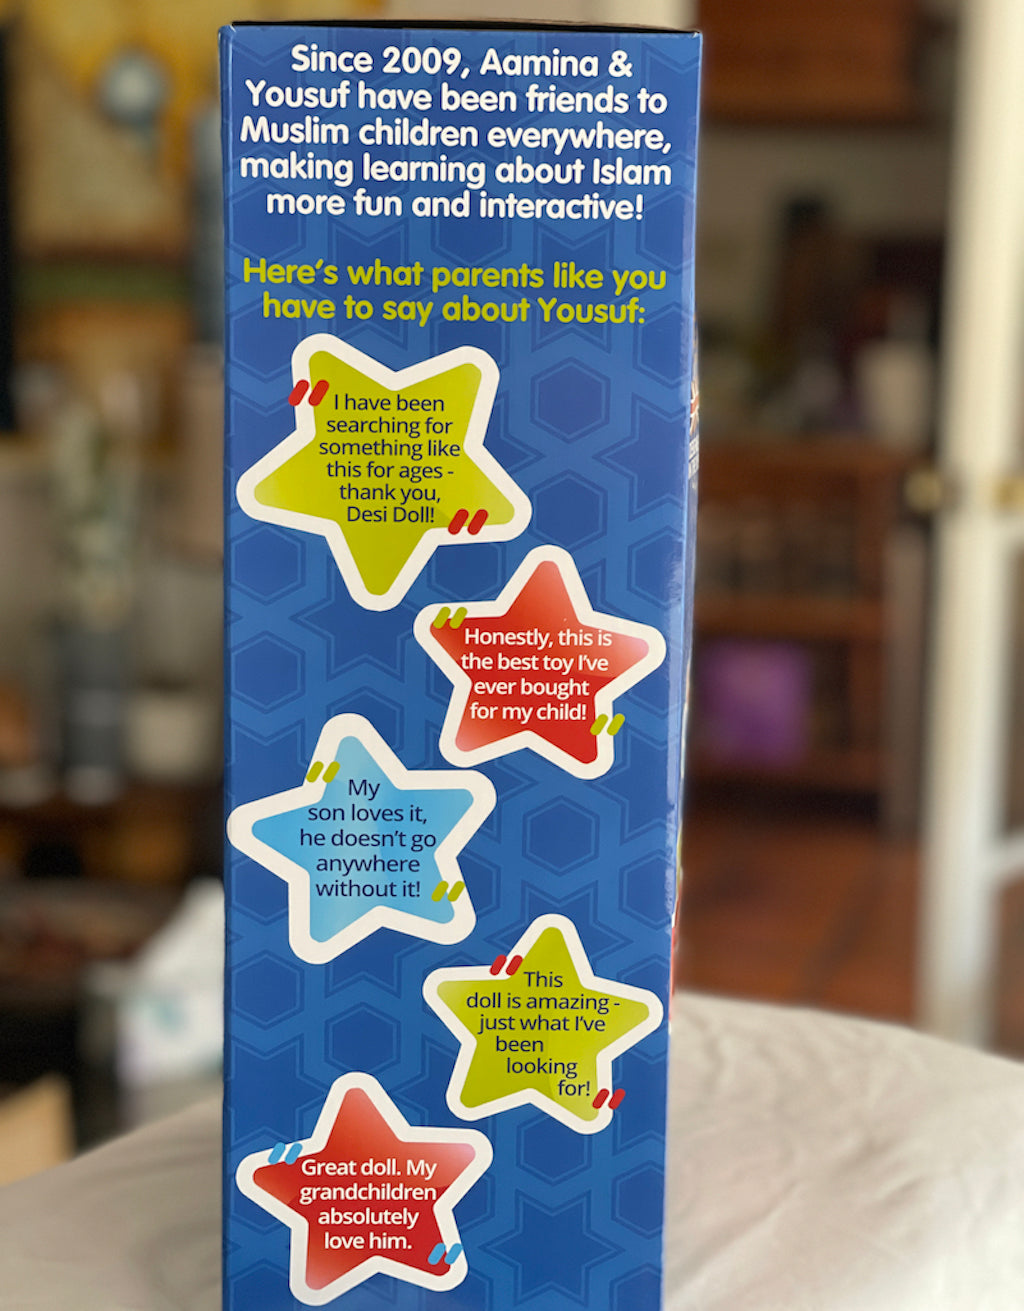 Since 2009, Aamina &
Yousuf have been friends to
Muslim children everywhere,
making learning about Islam
more fun and interactive!
Here's what parents like you
have to say about Yousuf:
" I have been
searching for
something like
this for ages -
thank you,
Desi Doll! "
" Honestly, this is
the best toy I've
ever bought
for my child! "
" My
son loves it,
he doesn't go
anywhere
without it! "
" This
doll is amazing -
just what I've
been
looking
for! "
" Great doll. My
grandchildren
absolutely
love him. "